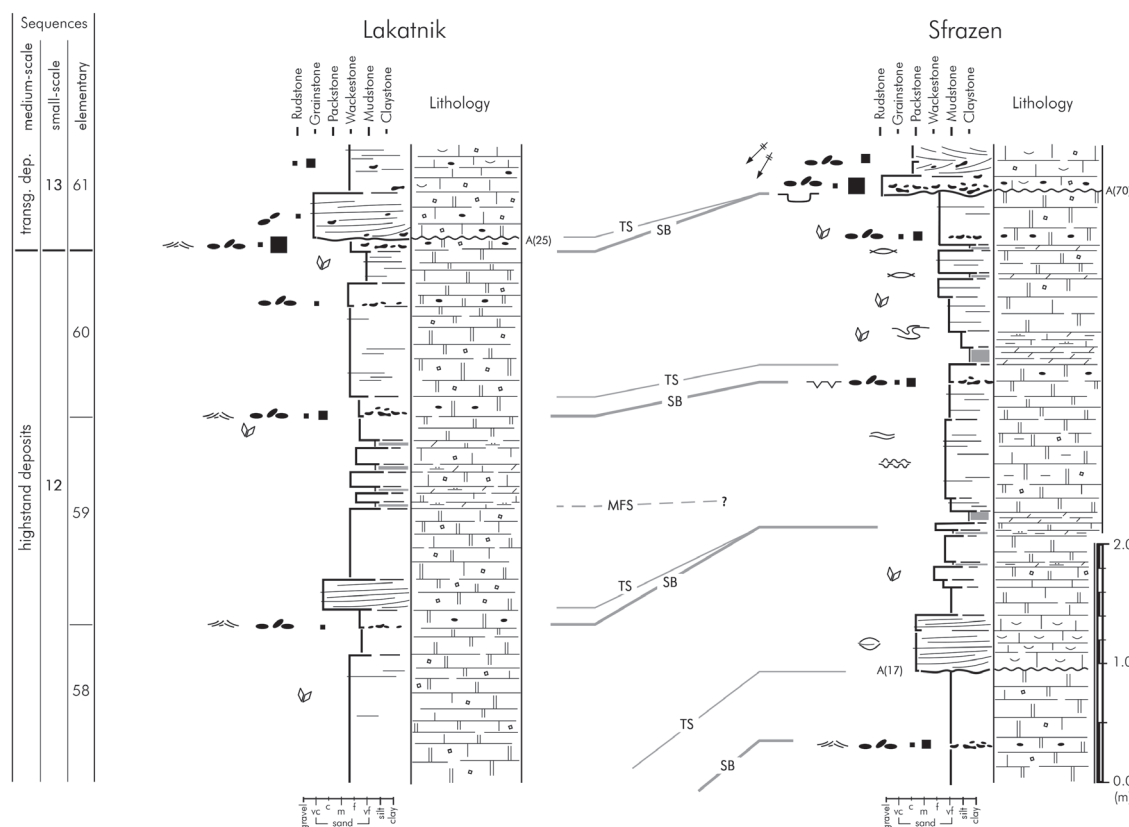 Sequences
medium-scale
small-scale
elementary
transg. dep.
highstand deposits
13
12
61
60
59
58
Lakatnik
Rudstone
Grainstone
Packstone
Wackestone
Mudstone
Claystone
Lithology
A(25)
gravel
vc
c
m
f
vf
silt
clay
sand
TS
SB
TS
SB
MFS
?
TS
SB
TS
SB
Sfrazen
Rudstone
Grainstone
Packstone
Wackestone
Mudstone
Claystone
Lithology
A(70)
A(17)
2.0
1.0
0.0
(m)
gravel
vc
c
m
f
vf
silt
clay
sand